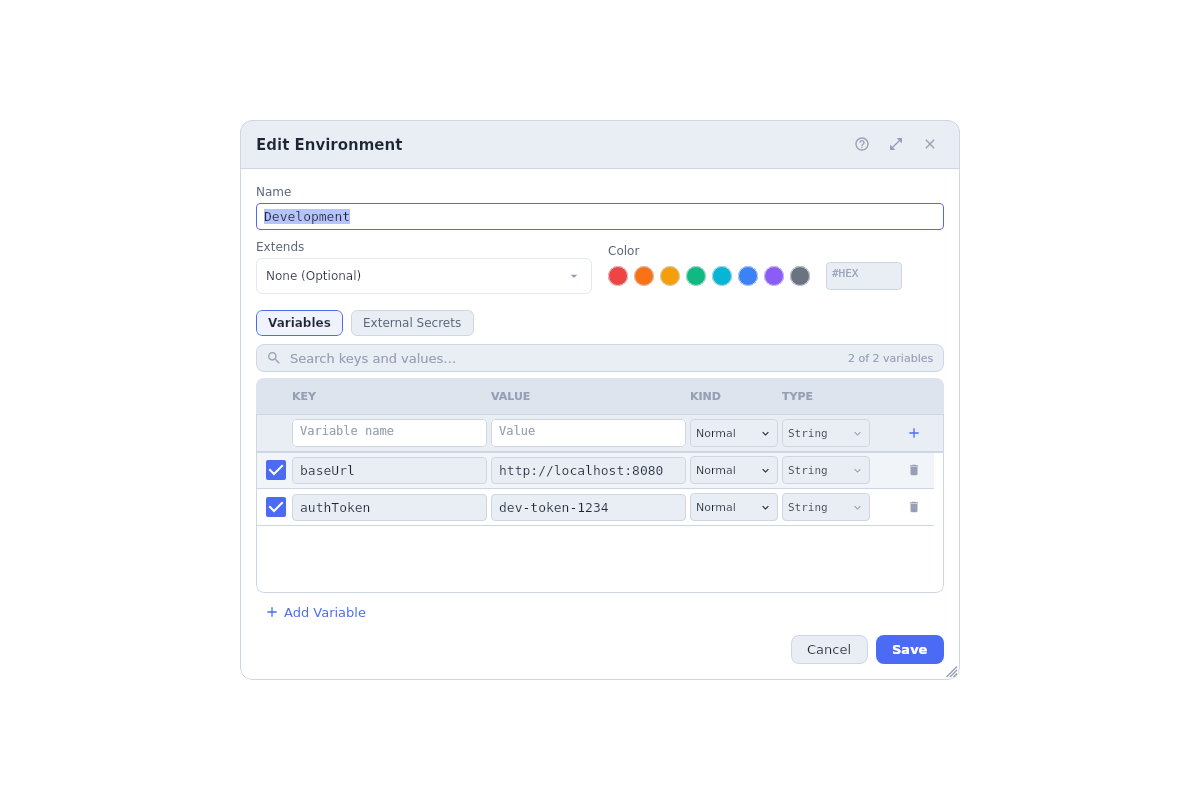 Edit Environment
Name
Development
Extends
Color
None (Optional)
#HEX
Variables
External Secrets
Search keys and values...
2 of 2 variables
KEY VALUE KIND TYPE
Variable name Value Normal String
baseUrl http://localhost:8080 Normal String
authToken dev-token-1234 Normal String
Add Variable
Cancel
Save